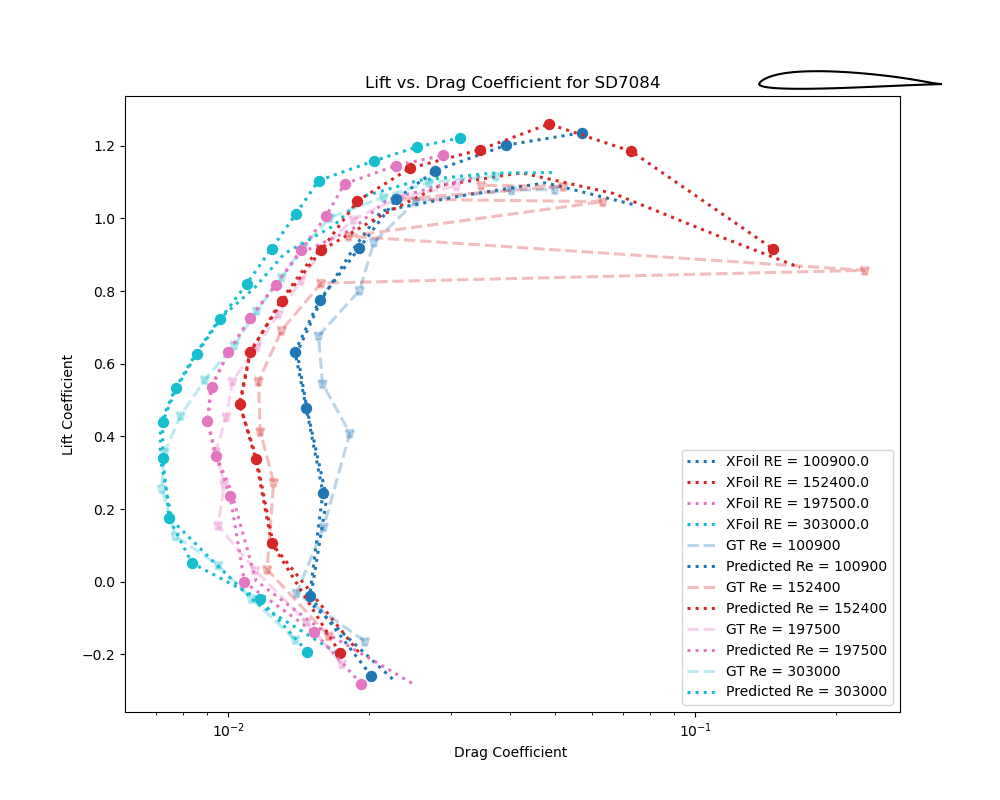 Lift vs. Drag Coefficient for SD7084
1.2
1.0
0.8
0.6
0.4
0.2
0.0
−0.2
Lift Coefficient
10⁻²
10⁻¹
Drag Coefficient
XFoil RE = 100900.0
XFoil RE = 152400.0
XFoil RE = 197500.0
XFoil RE = 303000.0
GT Re = 100900
Predicted Re = 100900
GT Re = 152400
Predicted Re = 152400
GT Re = 197500
Predicted Re = 197500
GT Re = 303000
Predicted Re = 303000